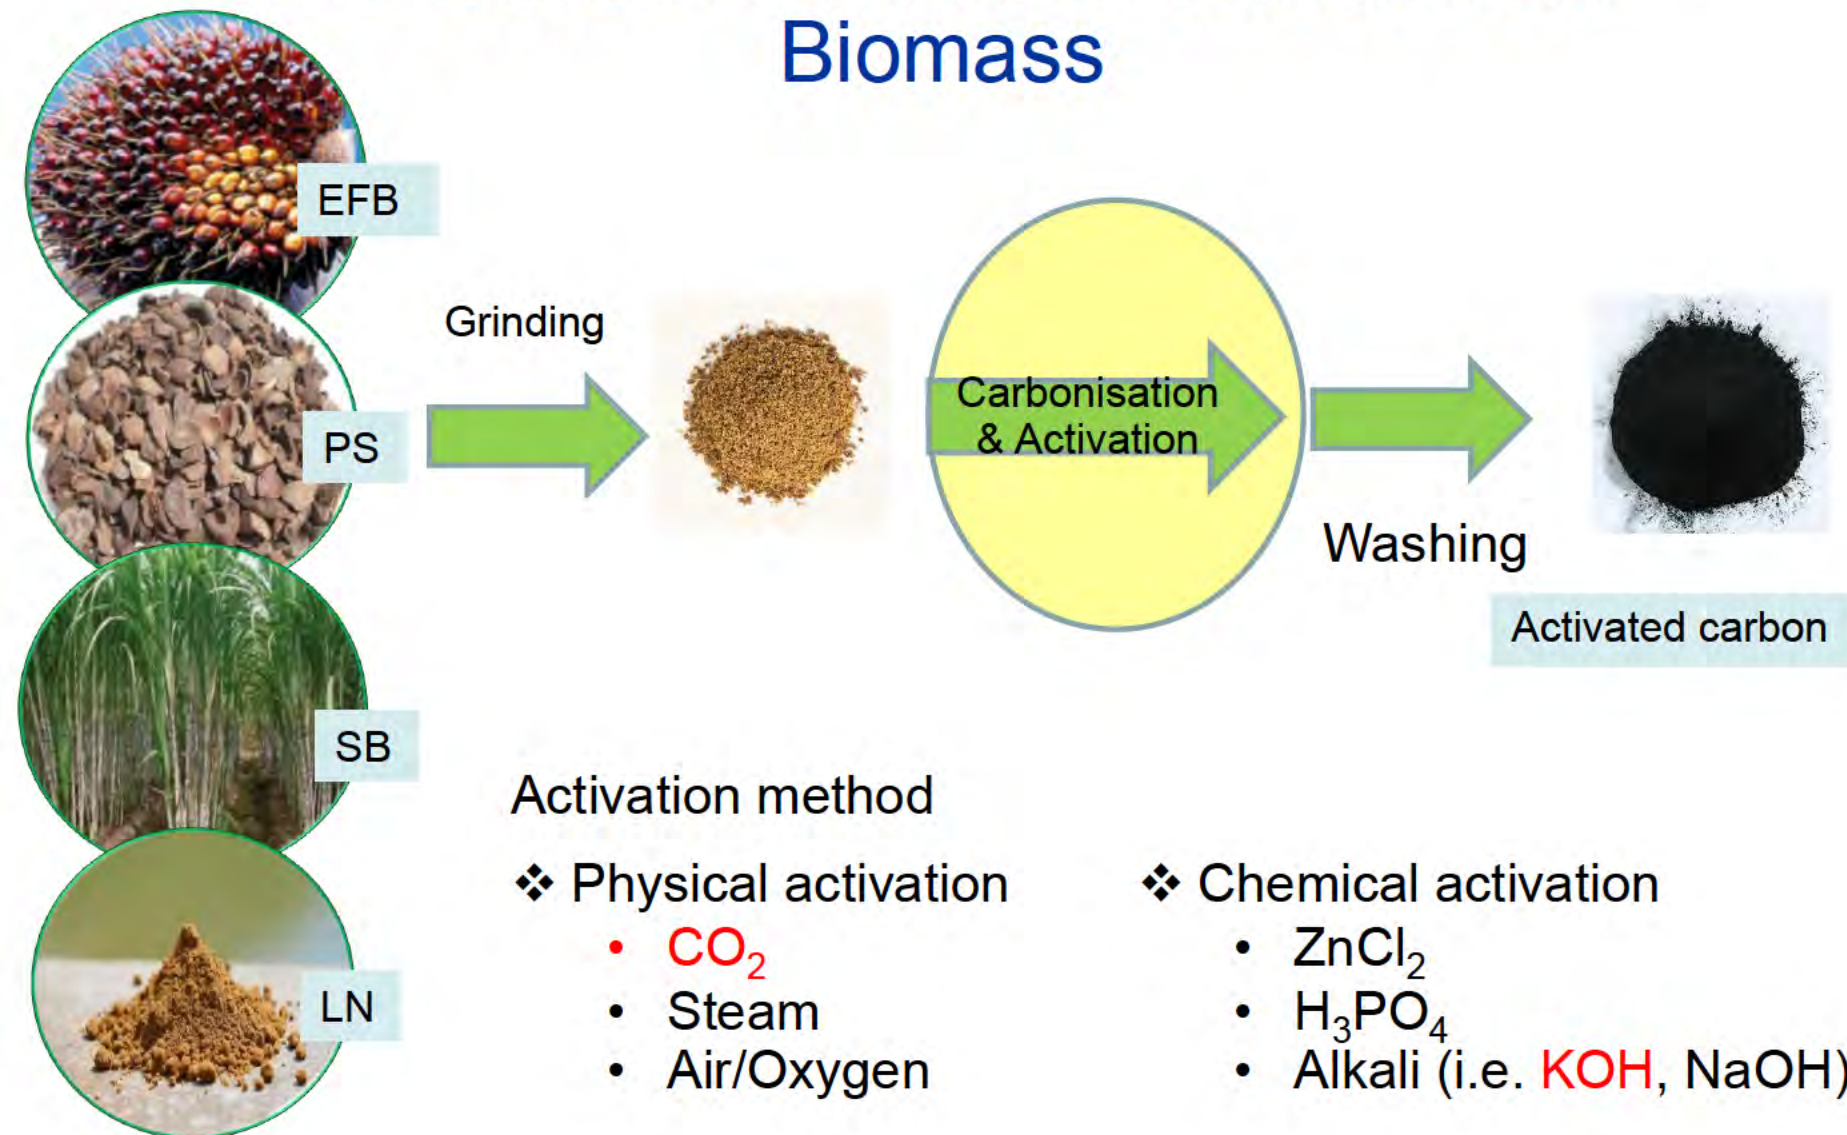 Biomass
EFB
Grinding
Carbonisation
& Activation
PS
Washing
Activated carbon
SB
Activation method
❖ Physical activation
• CO₂
• Steam
• Air/Oxygen
❖ Chemical activation
• ZnCl₂
• H₃PO₄
• Alkali (i.e. KOH, NaOH)
LN